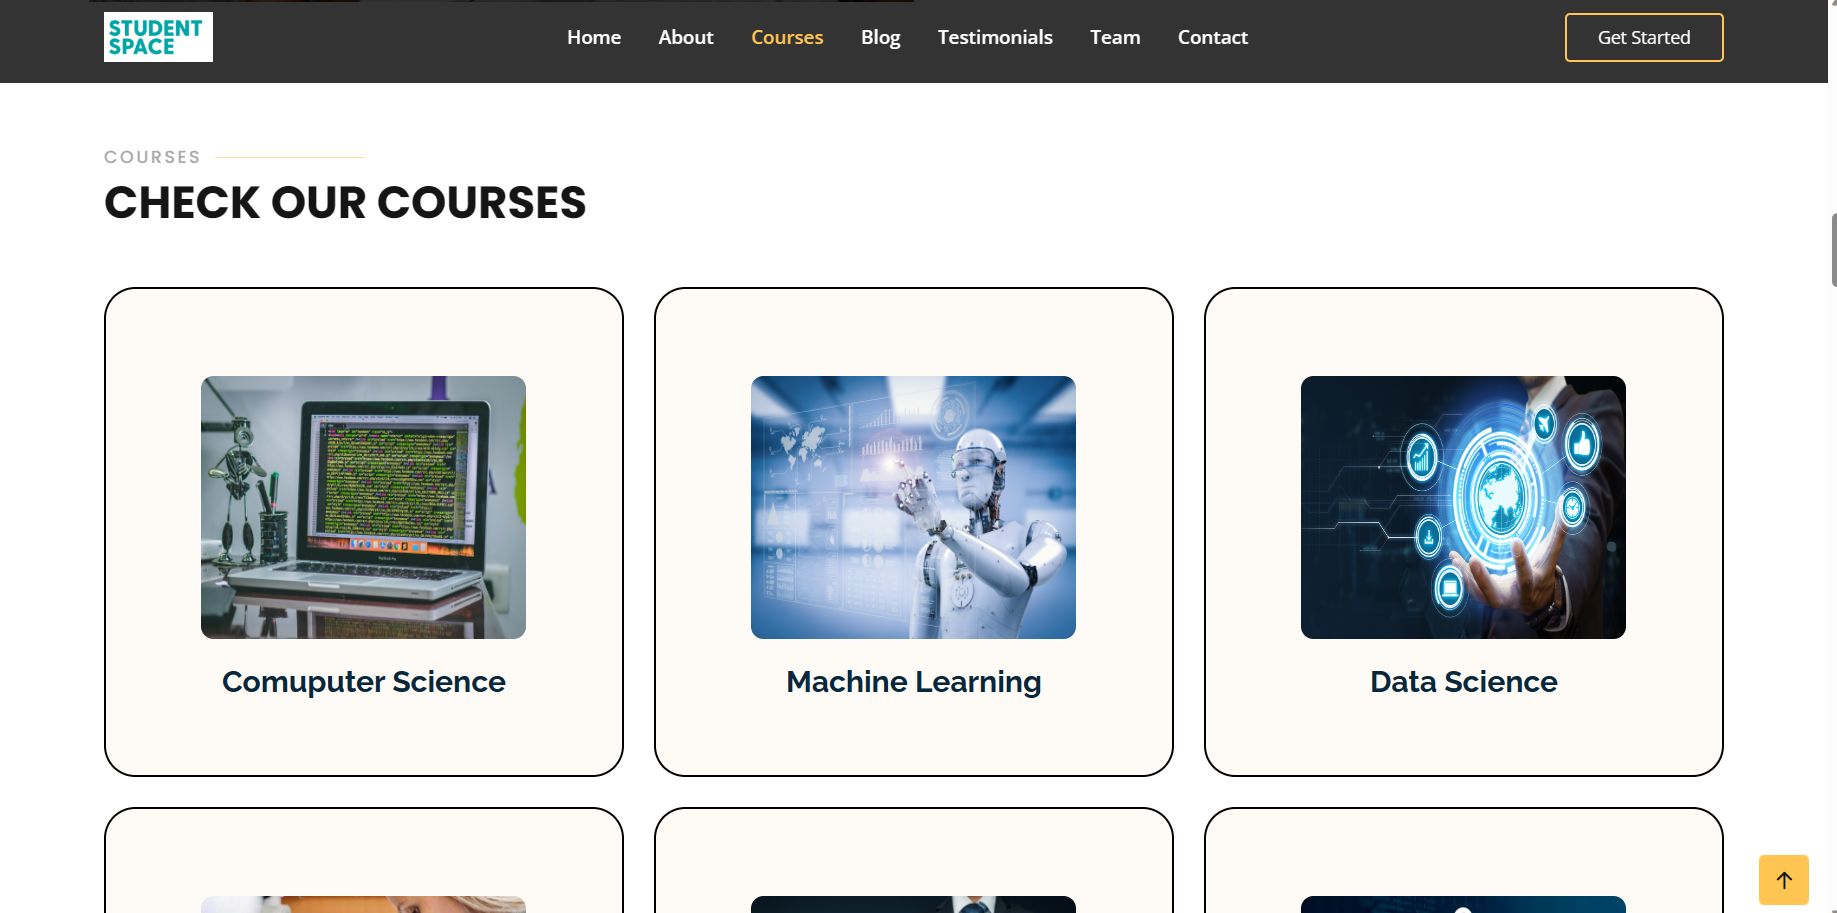 STUDENT
SPACE
Home About Courses Blog Testimonials Team Contact
Get Started
COURSES
CHECK OUR COURSES
Comuputer Science
Machine Learning
Data Science